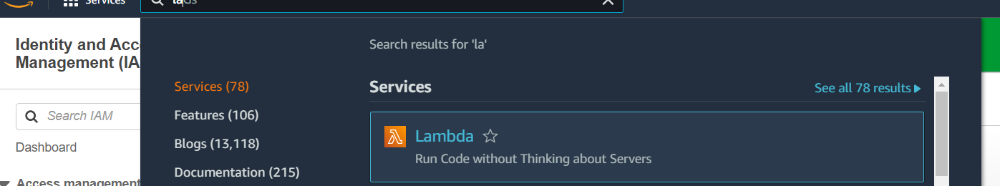 Services
la
Identity and Acc
Management (IA
Search IAM
Dashboard
Access management
Search results for 'la'
Services (78)
Features (106)
Blogs (13,118)
Documentation (215)
Services
See all 78 results
Lambda
Run Code without Thinking about Servers